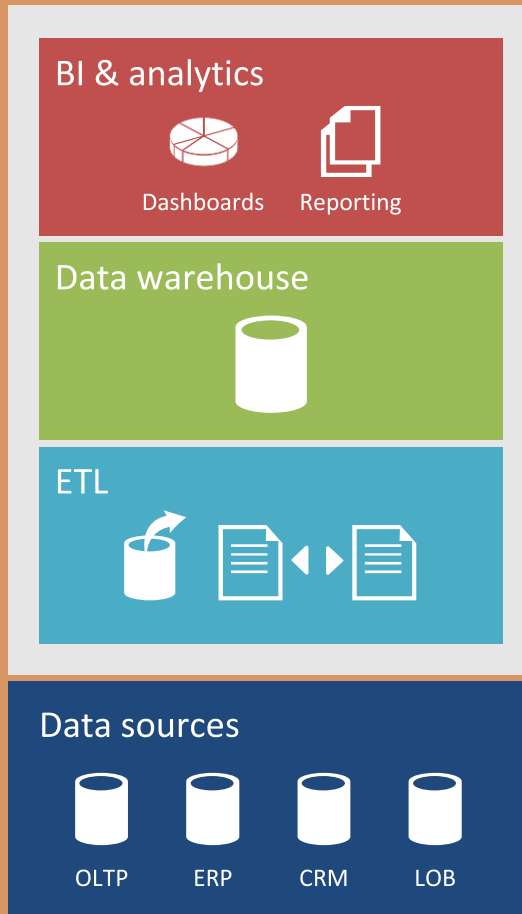 BI & analytics
Dashboards Reporting
Data warehouse
ETL
Data sources
OLTP ERP CRM LOB